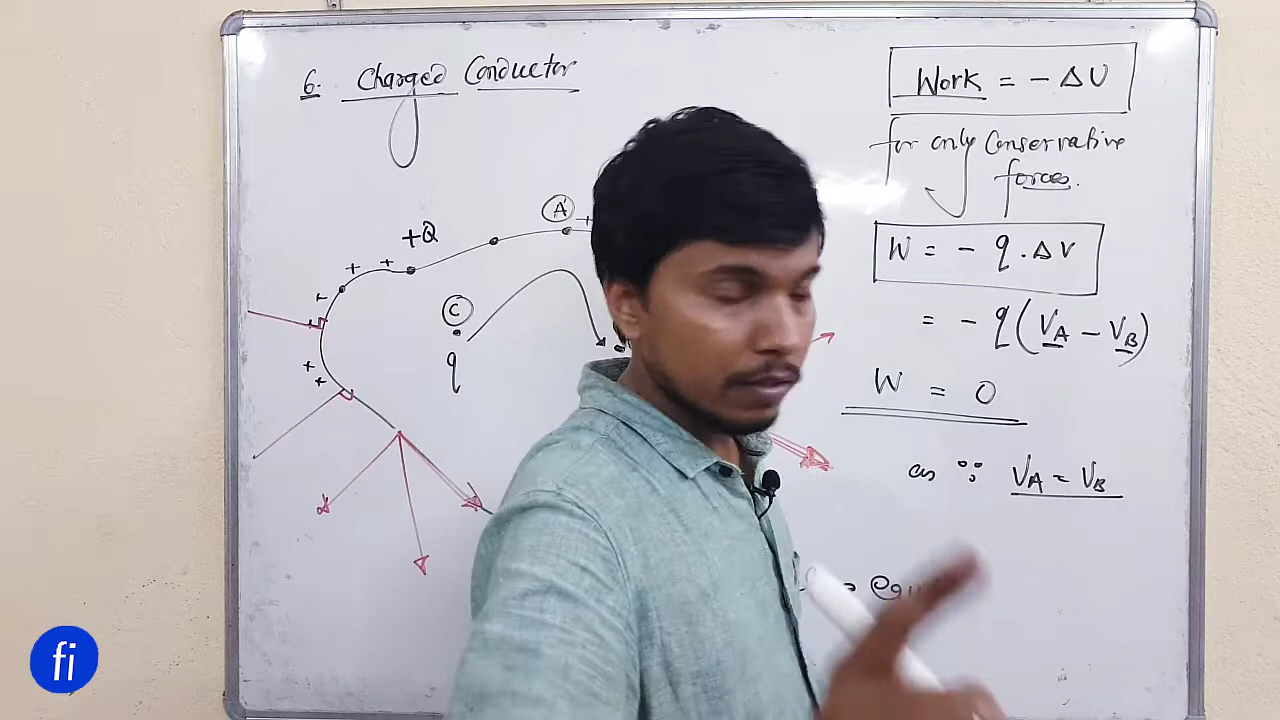 6. Charged Conductor
Work = - ΔU
for only Conservative
forces.
W = - q . ΔV
= - q (VA - VB)
W = 0
as ∵ VA = VB
A
+
+Q
+ +
+
+
+
+
C
q
fi